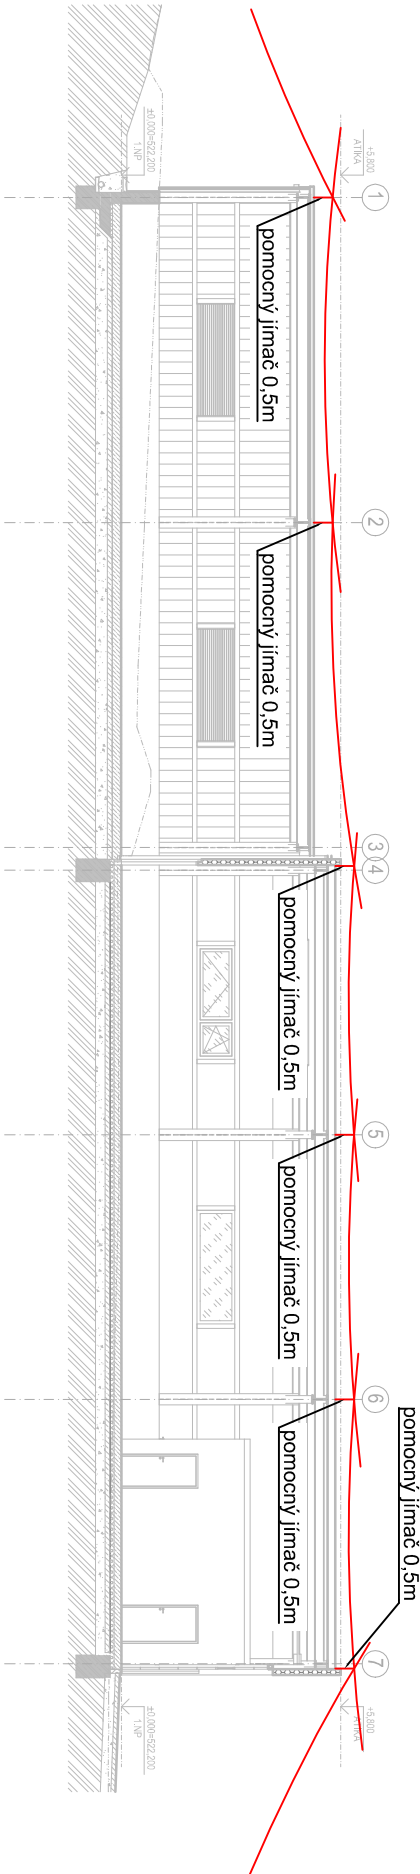 +5,800
ATIKA
±0,000=522,200
1.NP
1
pomocný jímač 0,5m
2
pomocný jímač 0,5m
3
4
pomocný jímač 0,5m
5
pomocný jímač 0,5m
6
pomocný jímač 0,5m
pomocný jímač 0,5m
7
+5,800
ATIKA
±0,000=522,200
1.NP